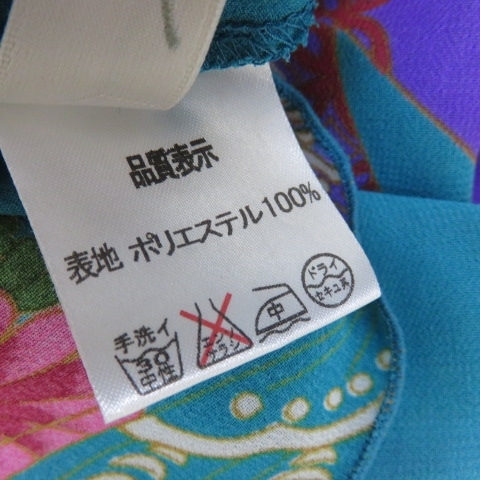 品質表示
表地 ポリエステル100%
手洗イ
30
中性
エンソ
サラシ
中
ドライ
セキユ系